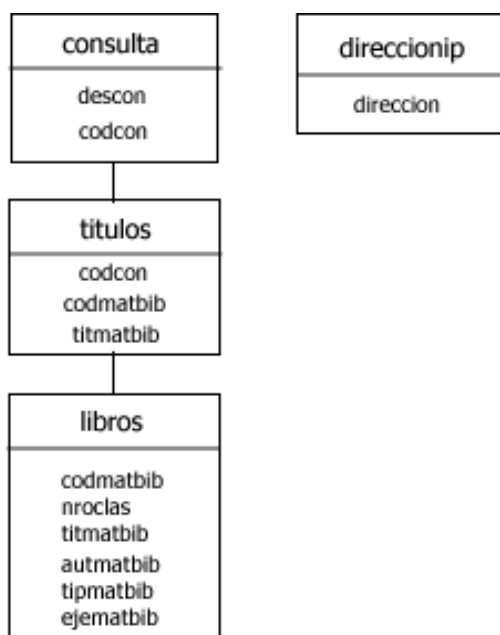 consulta
descon
codcon
direccionip
direccion
titulos
codcon
codmatbib
titmatbib
libros
codmatbib
nroclas
titmatbib
autmatbib
tipmatbib
ejematbib